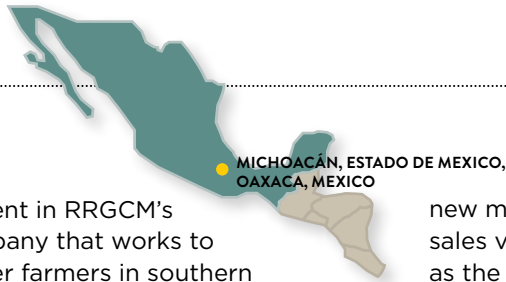 MICHOACÁN, ESTADO DE MEXICO,
OAXACA, MEXICO
ent in RRGCM’s
pany that works to
er farmers in southern
new m
sales v
as the